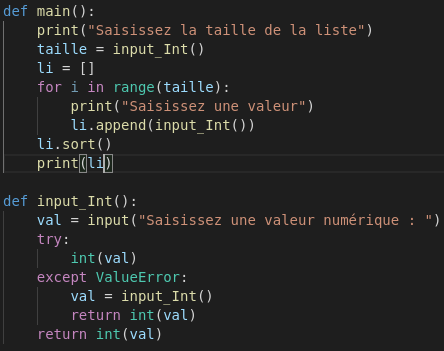 def main():
    print("Saisissez la taille de la liste")
    taille = input_Int()
    li = []
    for i in range(taille):
        print("Saisissez une valeur")
        li.append(input_Int())
    li.sort()
    print(li)

def input_Int():
    val = input("Saisissez une valeur numérique : ")
    try:
        int(val)
    except ValueError:
        val = input_Int()
        return int(val)
    return int(val)